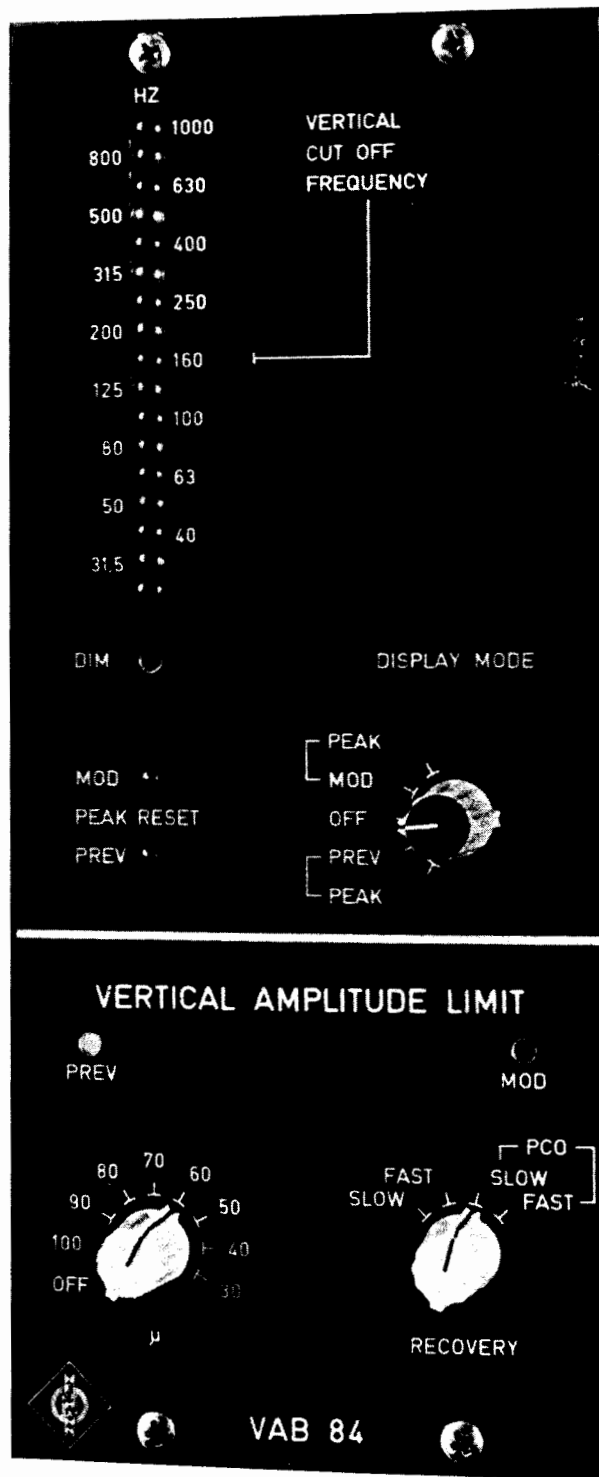 HZ
1000
800
630
500
400
315
250
200
160
125
100
80
63
50
40
31,5
VERTICAL
CUT OFF
FREQUENCY
DIM
DISPLAY MODE
MOD
PEAK RESET
PREV
PEAK
MOD
OFF
PREV
PEAK
VERTICAL AMPLITUDE LIMIT
PREV
MOD
OFF 100 90 80 70 60 50 40 30
µ
PCO
SLOW FAST SLOW FAST
RECOVERY
NEUMANN
VAB 84